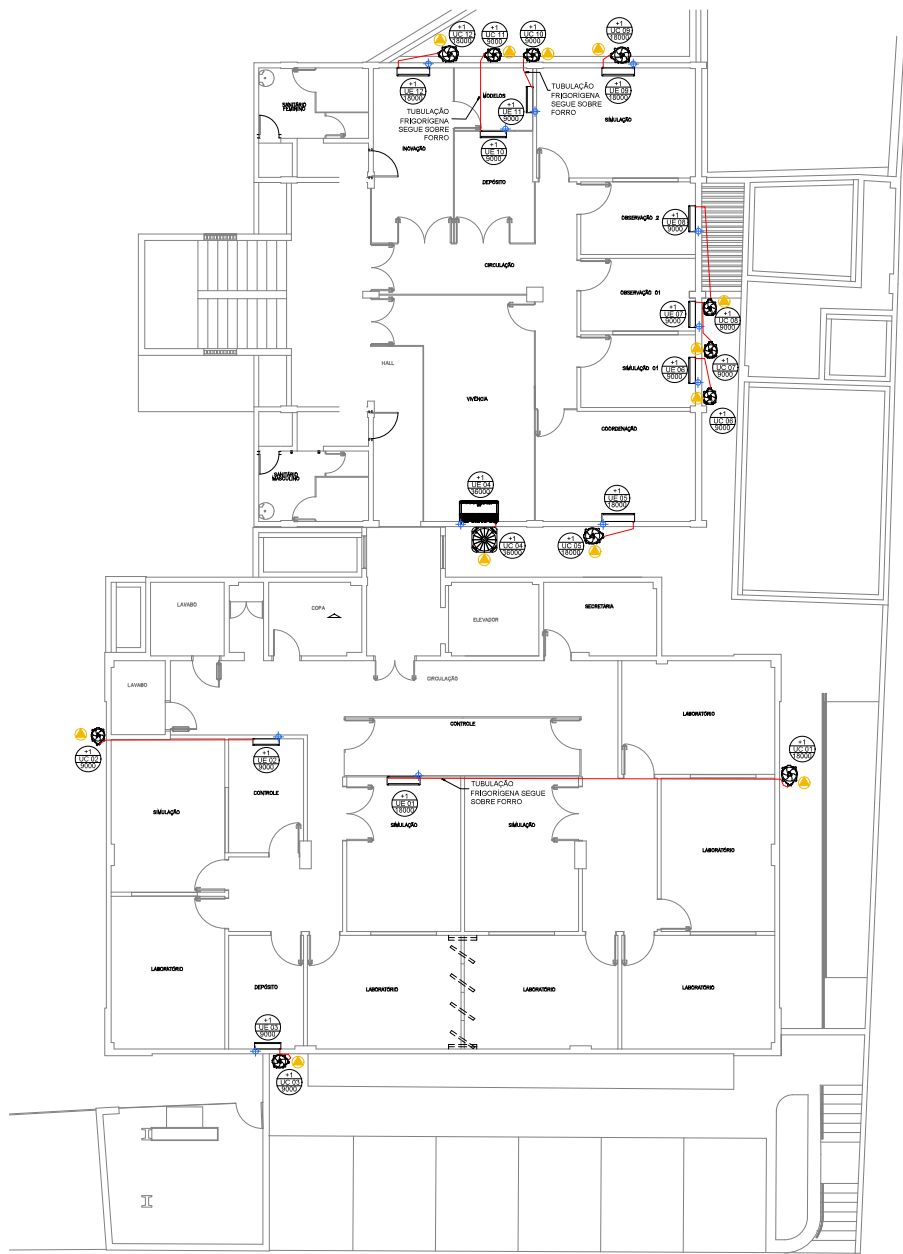 +1
UC 12
18000
+1
UC 11
9000
+1
UC 10
9000
+1
UC 09
18000
+1
UE 12
18000
MODELOS
+1
UE 11
9000
TUBULAÇÃO
FRIGORÍGENA
SEGUE SOBRE
FORRO
+1
UE 09
18000
SANITÁRIO
FEMININO
TUBULAÇÃO
FRIGORÍGENA
SEGUE SOBRE
FORRO
SIMULAÇÃO
INOVAÇÃO
+1
UE 10
9000
DEPÓSITO
OBSERVAÇÃO .2
+1
UE 08
9000
CIRCULAÇÃO
OBSERVAÇÃO 01
+1
UE 07
9000
+1
UC 08
9000
HALL
SIMULAÇÃO 01
+1
UE 06
9000
+1
UC 07
9000
VIVÊNCIA
+1
UC 06
9000
COORDENAÇÃO
SANITÁRIO
MASCULINO
+1
UE 04
36000
+1
UE 05
18000
+1
UC 04
36000
+1
UC 05
18000
LAVABO
COPA
ELEVADOR
SECRETARIA
LAVABO
CIRCULAÇÃO
LABORATÓRIO
CONTROLE
+1
UC 02
9000
+1
UE 02
9000
+1
UC 01
18000
CONTROLE
+1
UE 01
18000
TUBULAÇÃO
FRIGORÍGENA SEGUE
SOBRE FORRO
SIMULAÇÃO
SIMULAÇÃO
SIMULAÇÃO
LABORATÓRIO
LABORATÓRIO
DEPÓSITO
LABORATÓRIO
LABORATÓRIO
LABORATÓRIO
+1
UE 03
9000
+1
UC 03
9000